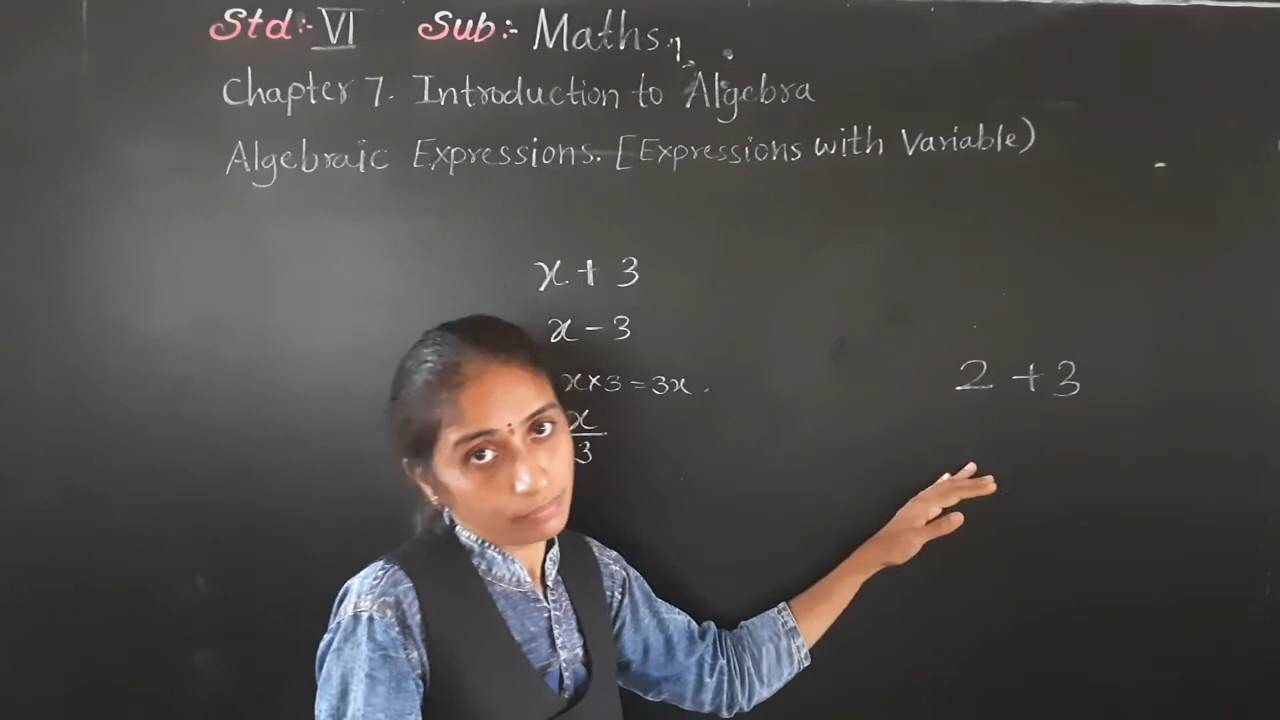 Std:- VI Sub:- Maths.
Chapter 7. Introduction to Algebra
Algebraic Expressions. [Expressions with Variable)
x + 3
x - 3
x×3 = 3x.
x
3
2 + 3